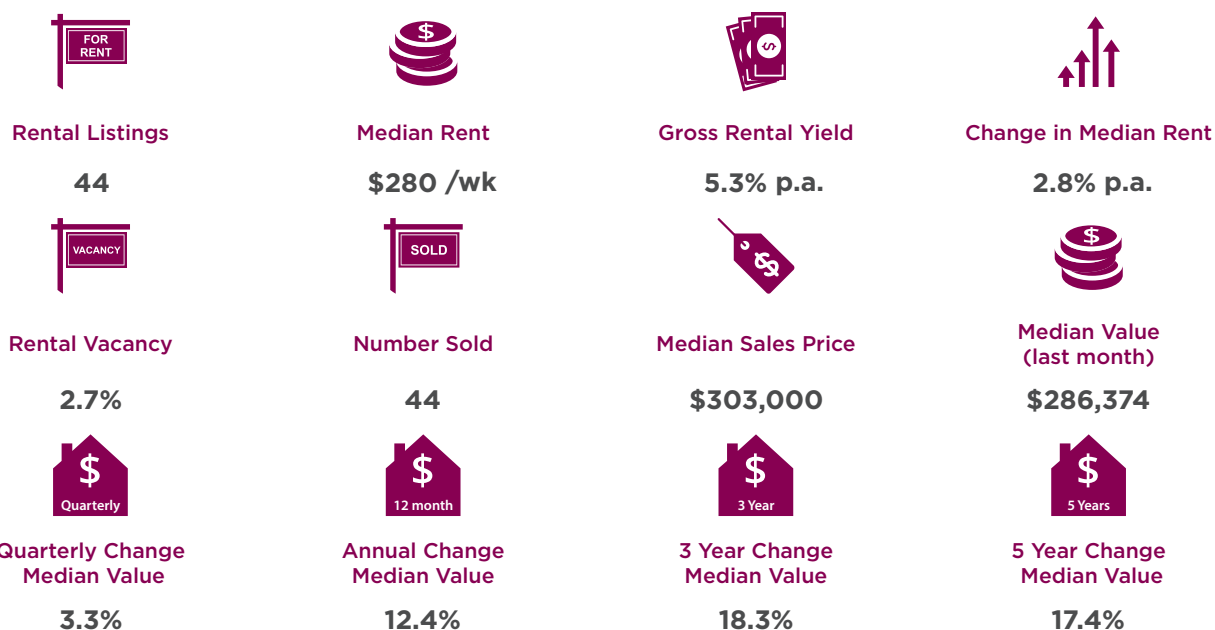 FOR
RENT
$
Rental Listings
Median Rent
Gross Rental Yield
Change in Median Rent
44
$280 /wk
5.3% p.a.
2.8% p.a.
VACANCY
SOLD
$
$
Rental Vacancy
Number Sold
Median Sales Price
Median Value
(last month)
2.7%
44
$303,000
$286,374
$
Quarterly
$
12 month
$
3 Year
$
5 Years
Quarterly Change
Median Value
Annual Change
Median Value
3 Year Change
Median Value
5 Year Change
Median Value
3.3%
12.4%
18.3%
17.4%